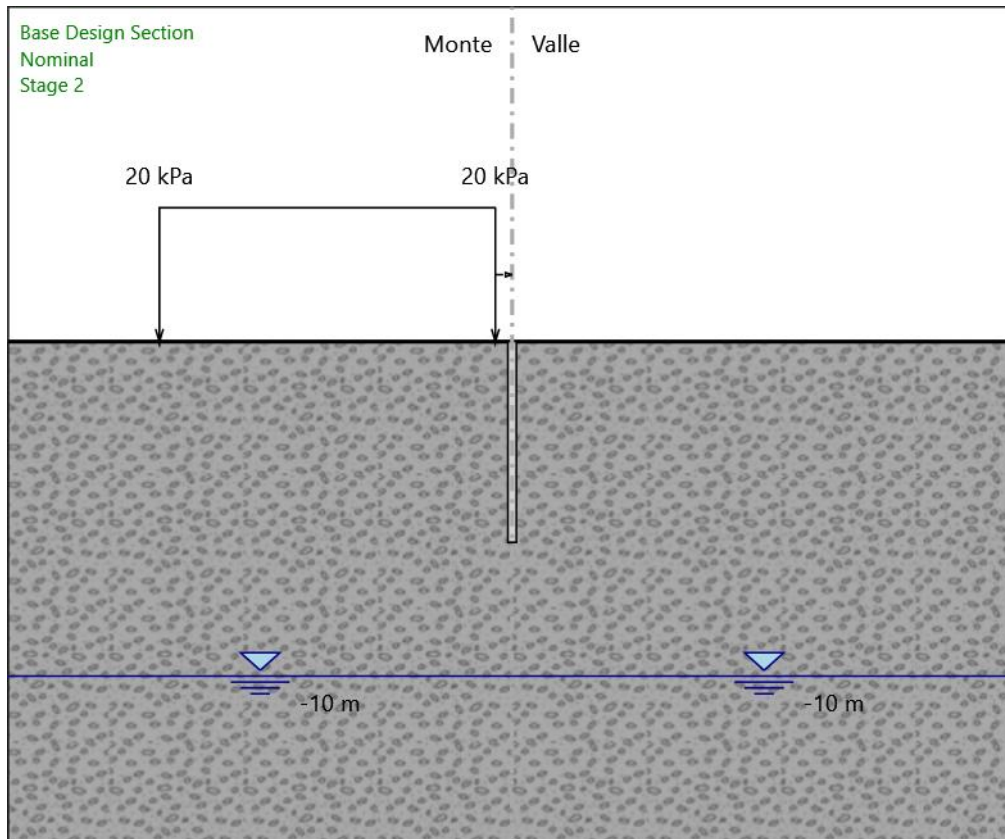 Base Design Section
Nominal
Stage 2
Monte
Valle
20 kPa
20 kPa
-10 m
-10 m